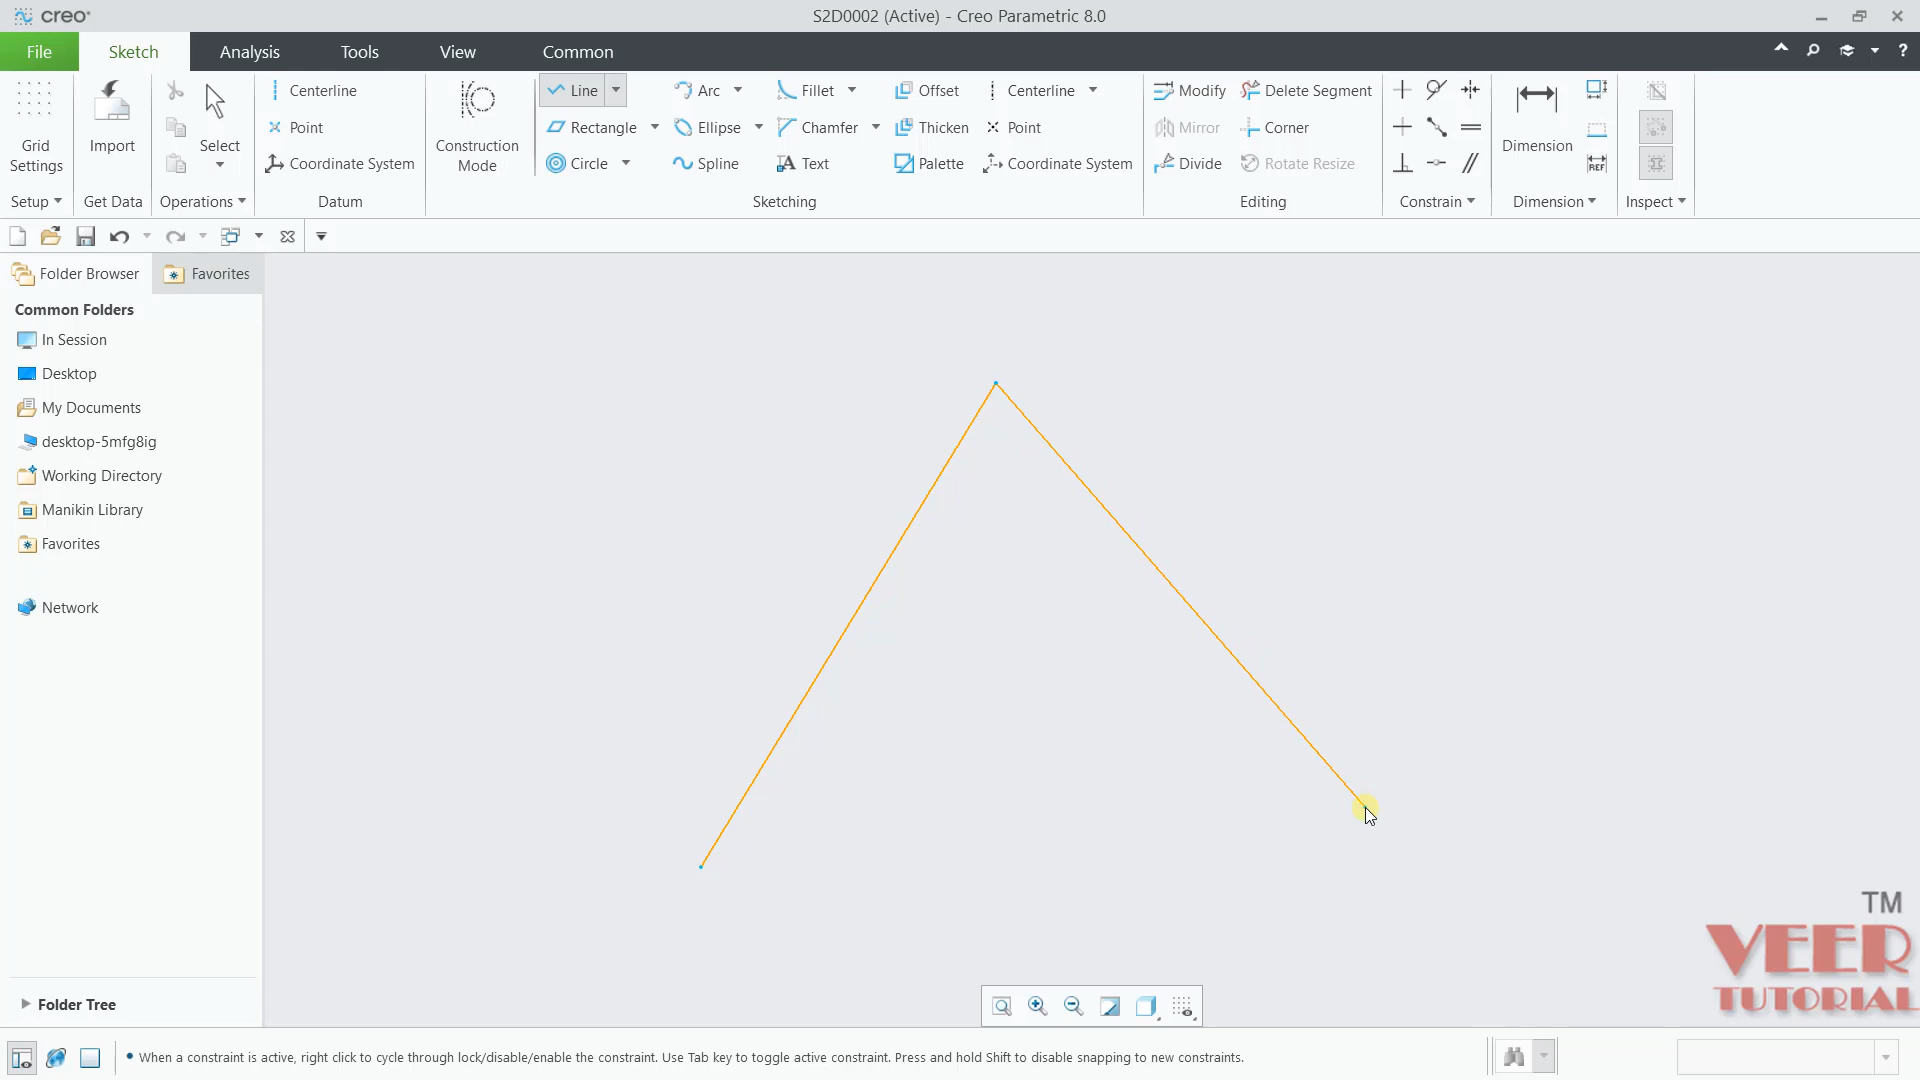 creo®
S2D0002 (Active) - Creo Parametric 8.0
File
Sketch
Analysis
Tools
View
Common
Grid
Settings
Setup
Import
Get Data
Select
Operations
Centerline
Point
Coordinate System
Datum
Construction
Mode
Line
Arc
Fillet
Offset
Centerline
Rectangle
Ellipse
Chamfer
Thicken
Point
Circle
Spline
Text
Palette
Coordinate System
Sketching
Modify
Delete Segment
Mirror
Corner
Divide
Rotate Resize
Editing
Constrain
Dimension
REF
Dimension
Inspect
Folder Browser
Favorites
Common Folders
In Session
Desktop
My Documents
desktop-5mfg8ig
Working Directory
Manikin Library
Favorites
Network
Folder Tree
TM
VEER
TUTORIAL
• When a constraint is active, right click to cycle through lock/disable/enable the constraint. Use Tab key to toggle active constraint. Press and hold Shift to disable snapping to new constraints.